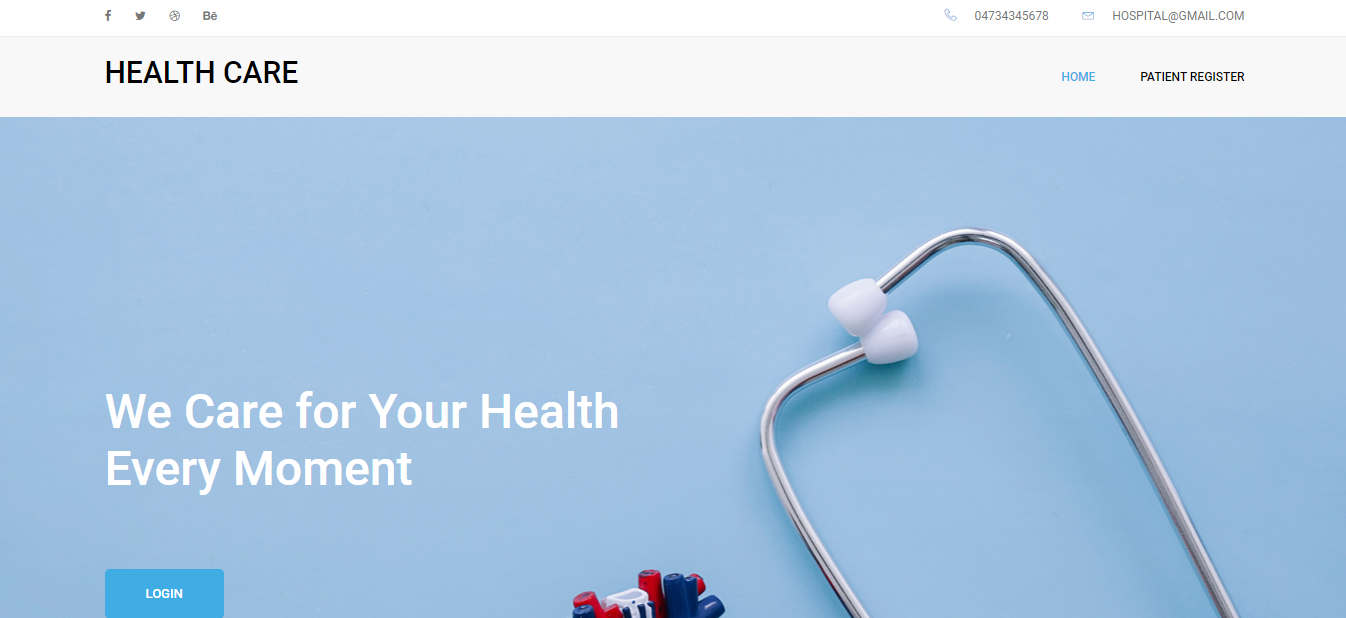 Bē
04734345678
HOSPITAL@GMAIL.COM
HEALTH CARE
HOME
PATIENT REGISTER
We Care for Your Health
Every Moment
LOGIN